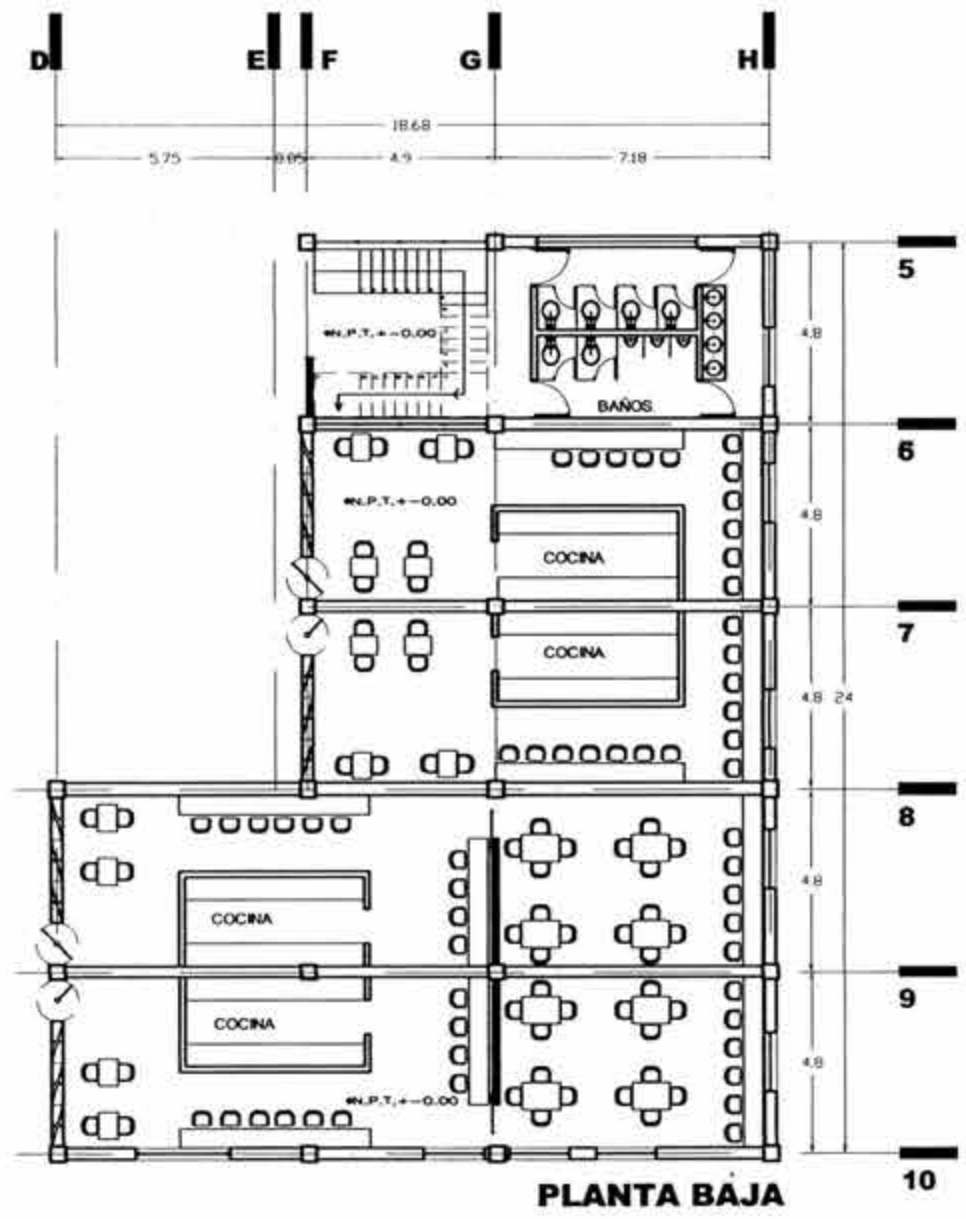 D E F G H
18.68
5.75 0.85 4.9 7.18
5
N.P.T.+-0.00
4.8
BAÑOS
6
N.P.T.+-0.00
4.8
COCINA
7
COCINA
4.8 24
8
4.8
COCINA
9
COCINA
4.8
N.P.T.+-0.00
10
PLANTA BAJA